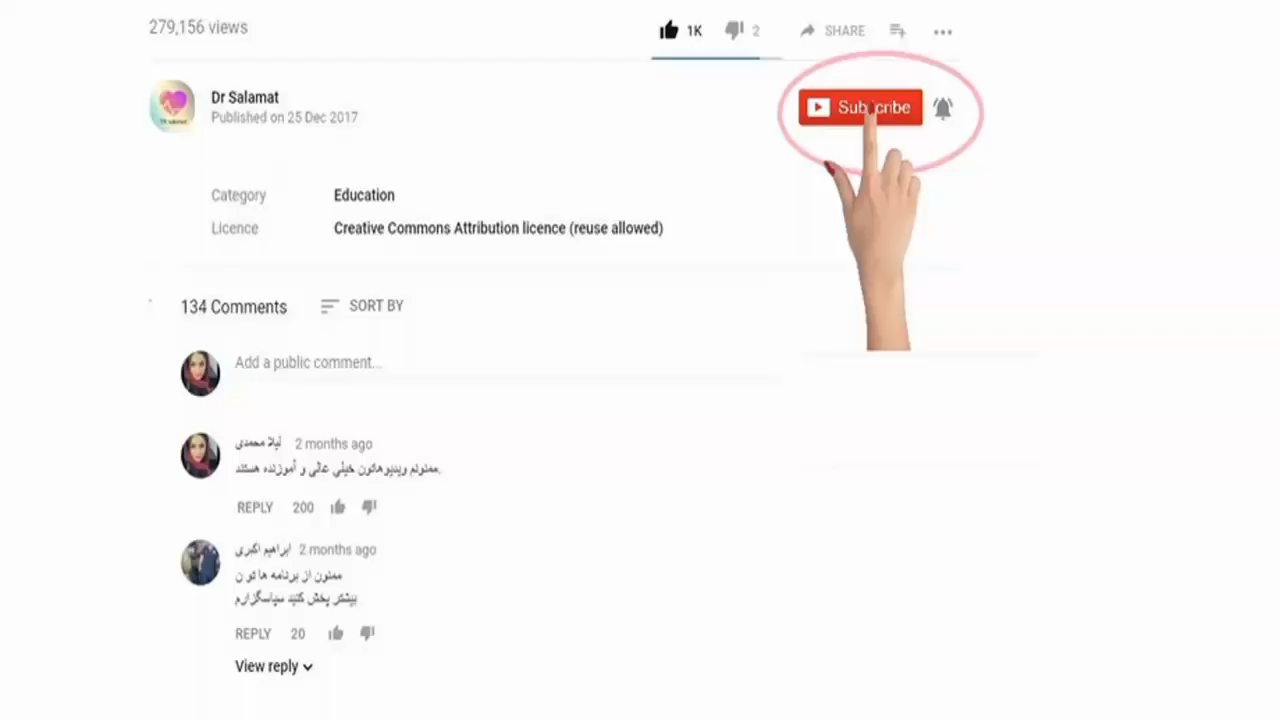 279,156 views
1K 2 SHARE
Dr Salamat
Published on 25 Dec 2017
Subscribe
Category Education
Licence Creative Commons Attribution licence (reuse allowed)
134 Comments SORT BY
Add a public comment...
لیلا محمدی 2 months ago
ممنونم ویدیوهاتون خیلی عالی و آموزنده هستند.
REPLY 200
ابراهیم اکبری 2 months ago
ممنون از برنامه ها تو ن
بیشتر پخش کنید سپاسگزارم
REPLY 20
View reply